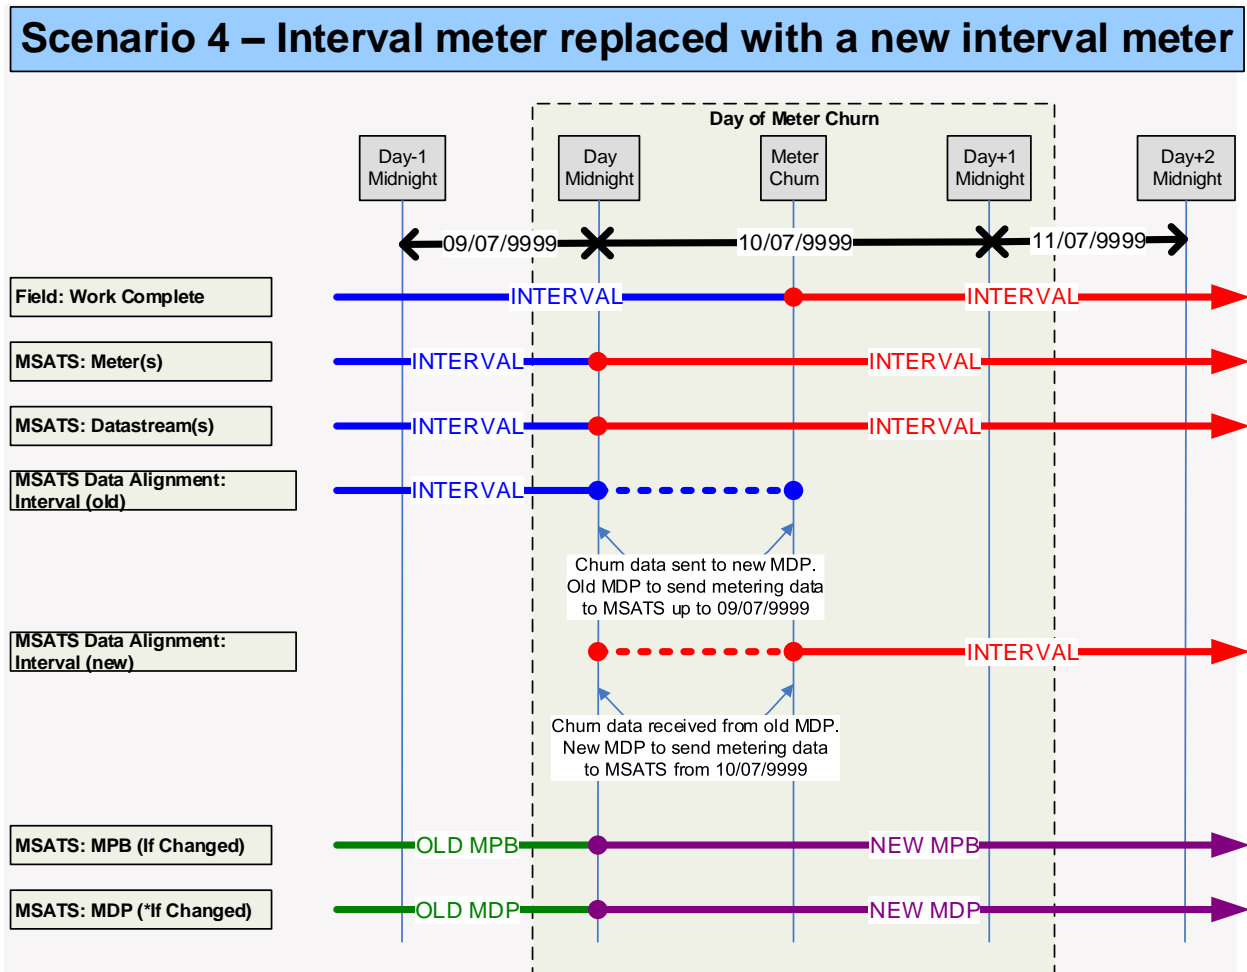 Scenario 4 – Interval meter replaced with a new interval meter
Day of Meter Churn
Day-1
Midnight
Day
Midnight
Meter
Churn
Day+1
Midnight
Day+2
Midnight
09/07/9999
10/07/9999
11/07/9999
Field: Work Complete
INTERVAL
INTERVAL
MSATS: Meter(s)
INTERVAL
INTERVAL
MSATS: Datastream(s)
INTERVAL
INTERVAL
MSATS Data Alignment:
Interval (old)
INTERVAL
Churn data sent to new MDP.
Old MDP to send metering data
to MSATS up to 09/07/9999
MSATS Data Alignment:
Interval (new)
INTERVAL
Churn data received from old MDP.
New MDP to send metering data
to MSATS from 10/07/9999
MSATS: MPB (If Changed)
OLD MPB
NEW MPB
MSATS: MDP (*If Changed)
OLD MDP
NEW MDP